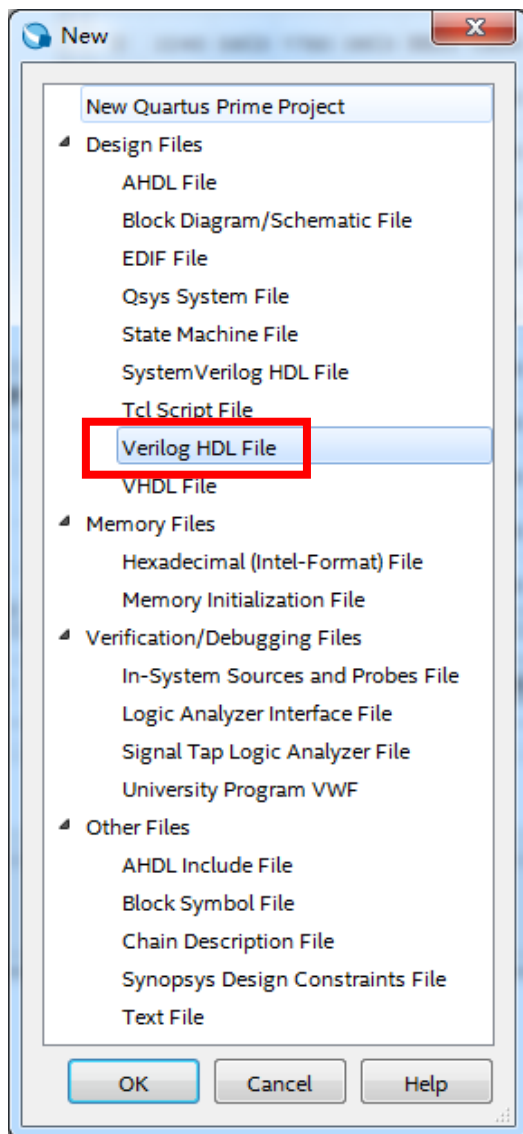 New
New Quartus Prime Project
Design Files
AHDL File
Block Diagram/Schematic File
EDIF File
Qsys System File
State Machine File
SystemVerilog HDL File
Tcl Script File
Verilog HDL File
VHDL File
Memory Files
Hexadecimal (Intel-Format) File
Memory Initialization File
Verification/Debugging Files
In-System Sources and Probes File
Logic Analyzer Interface File
Signal Tap Logic Analyzer File
University Program VWF
Other Files
AHDL Include File
Block Symbol File
Chain Description File
Synopsys Design Constraints File
Text File
OK Cancel Help